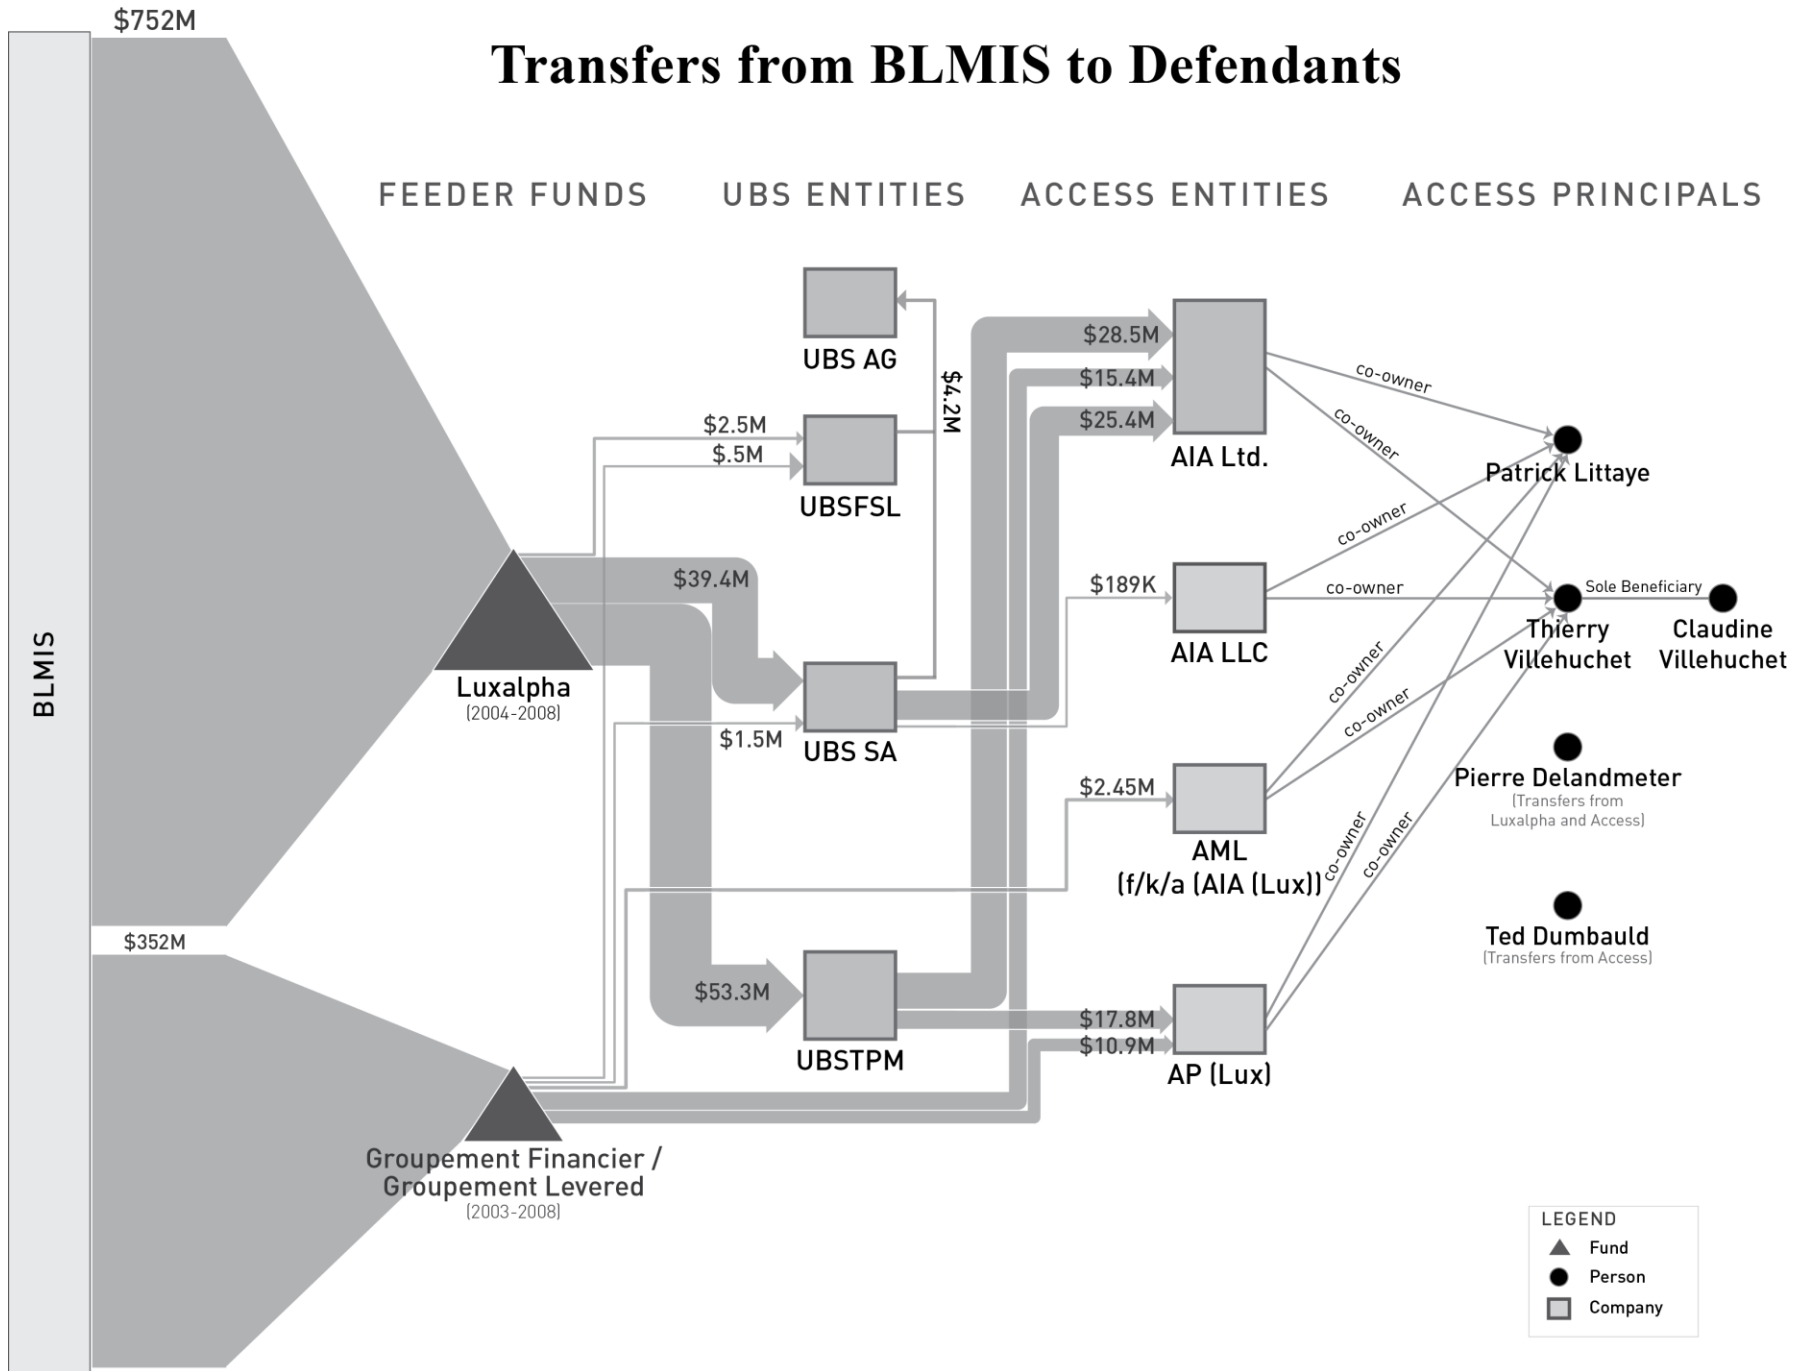 $752M
Transfers from BLMIS to Defendants
FEEDER FUNDS
UBS ENTITIES
ACCESS ENTITIES
ACCESS PRINCIPALS
BLMIS
$352M
Luxalpha
(2004-2008)
Groupement Financier /
Groupement Levered
(2003-2008)
$2.5M
$.5M
$39.4M
$1.5M
$53.3M
UBS AG
$4.2M
UBSFSL
UBS SA
UBSTPM
$28.5M
$15.4M
$25.4M
AIA Ltd.
$189K
AIA LLC
$2.45M
AML
(f/k/a (AIA (Lux))
$17.8M
$10.9M
AP (Lux)
co-owner
co-owner
co-owner
co-owner
co-owner
co-owner
co-owner
co-owner
Patrick Littaye
Sole Beneficiary
Thierry
Villehuchet
Claudine
Villehuchet
Pierre Delandmeter
(Transfers from
Luxalpha and Access)
Ted Dumbauld
(Transfers from Access)
LEGEND
Fund
Person
Company